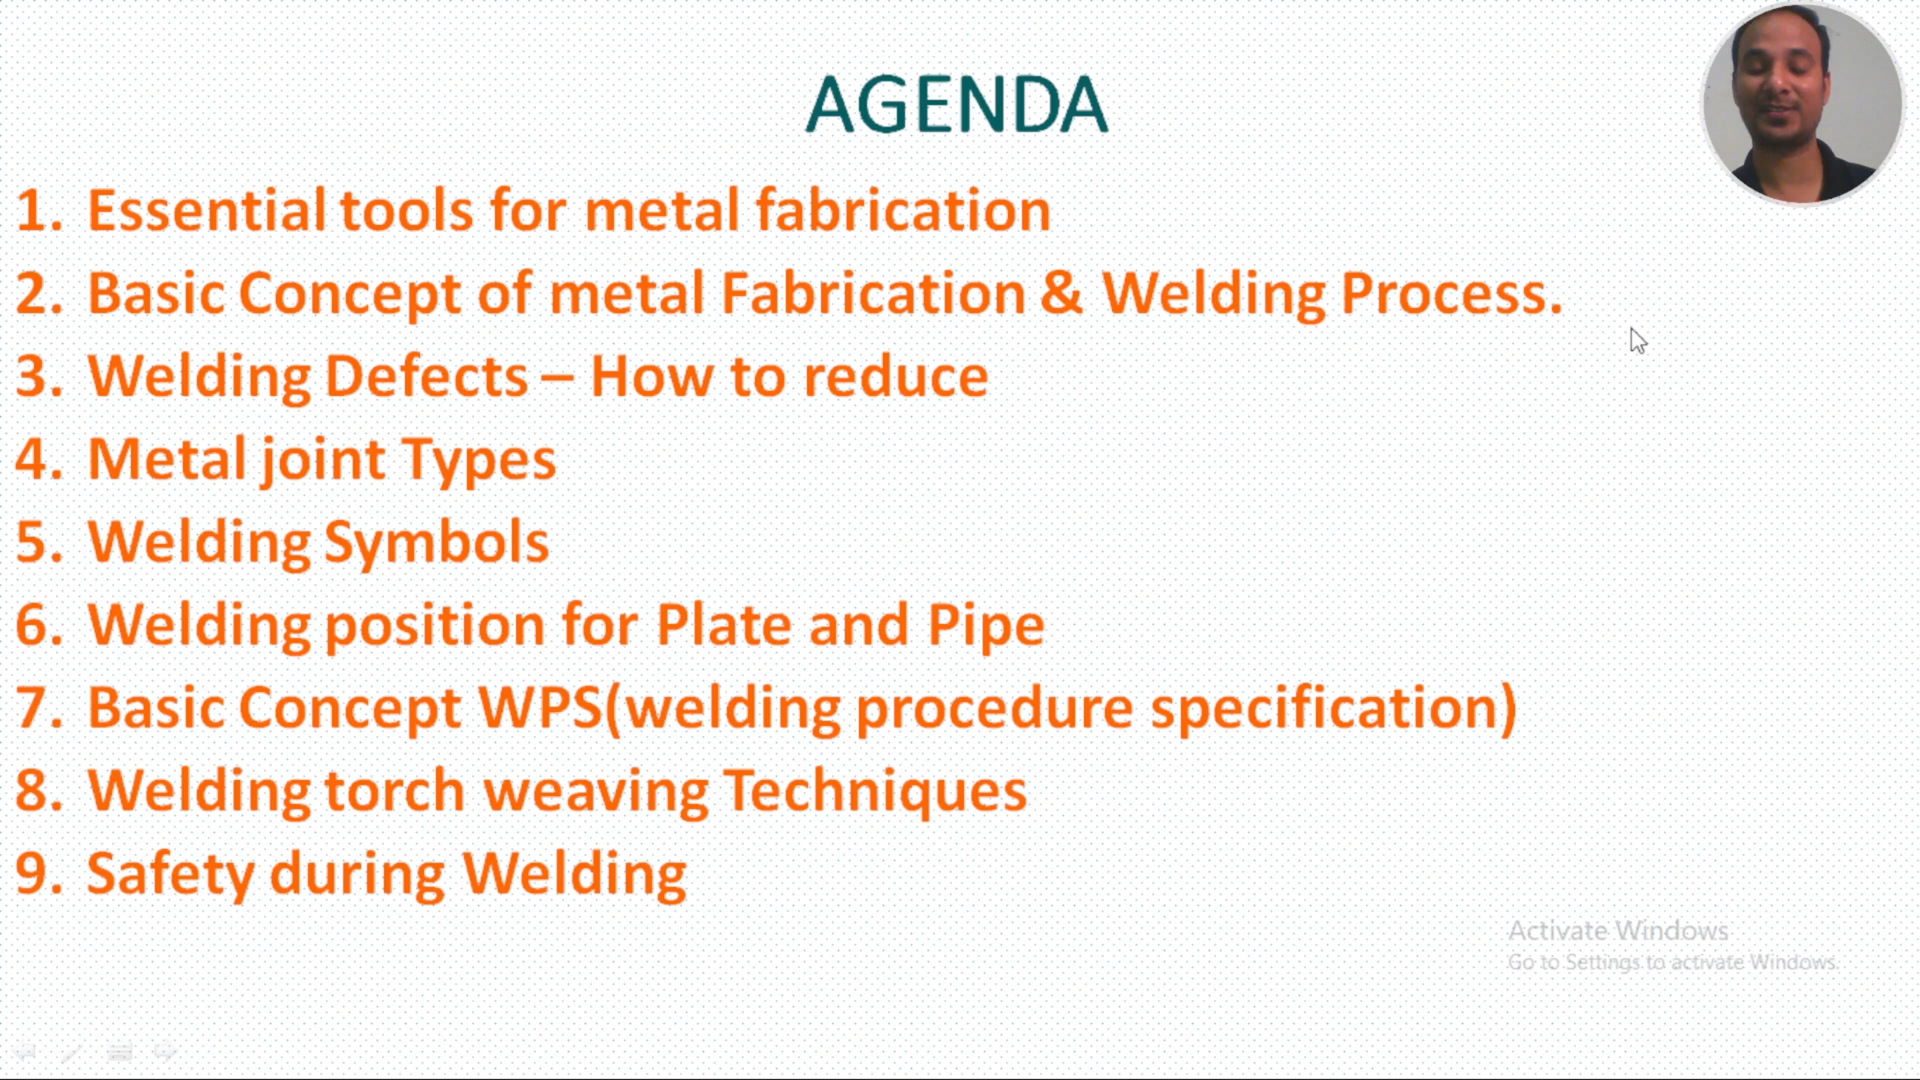 AGENDA
1. Essential tools for metal fabrication
2. Basic Concept of metal Fabrication & Welding Process.
3. Welding Defects – How to reduce
4. Metal joint Types
5. Welding Symbols
6. Welding position for Plate and Pipe
7. Basic Concept WPS(welding procedure specification)
8. Welding torch weaving Techniques
9. Safety during Welding
Activate Windows
Go to Settings to activate Windows.